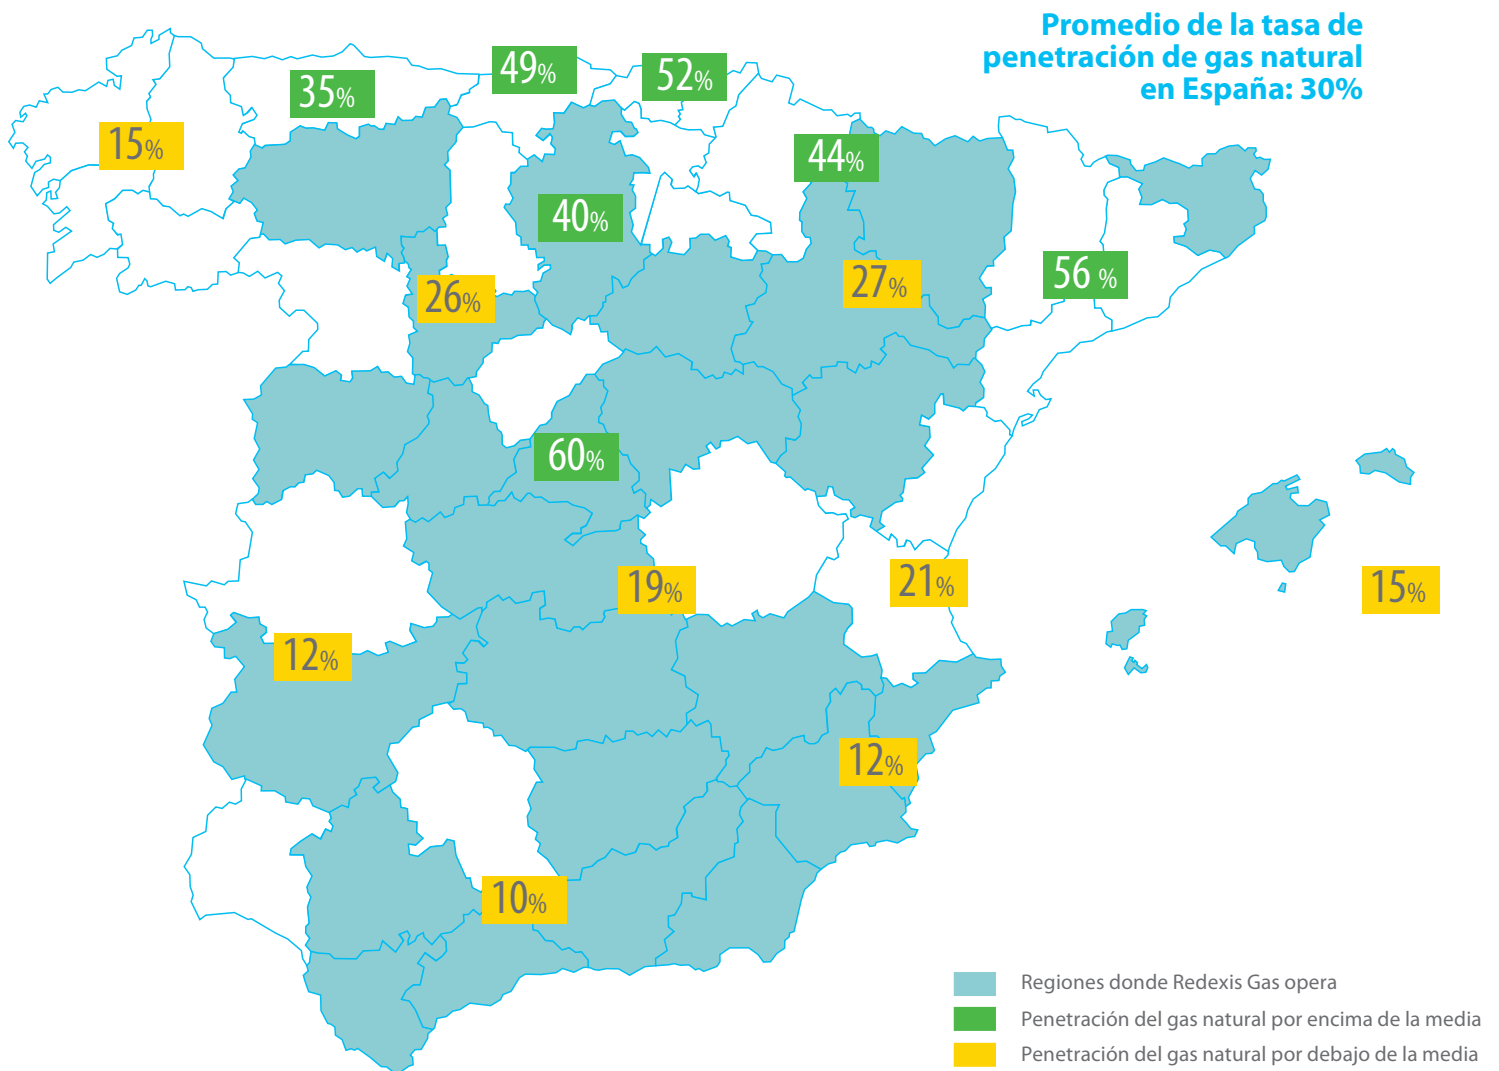 Promedio de la tasa de
penetración de gas natural
en España: 30%
49%
52%
35%
15%
44%
40%
56 %
27%
26%
60%
19%
21%
15%
12%
12%
10%
Regiones donde Redexis Gas opera
Penetración del gas natural por encima de la media
Penetración del gas natural por debajo de la media